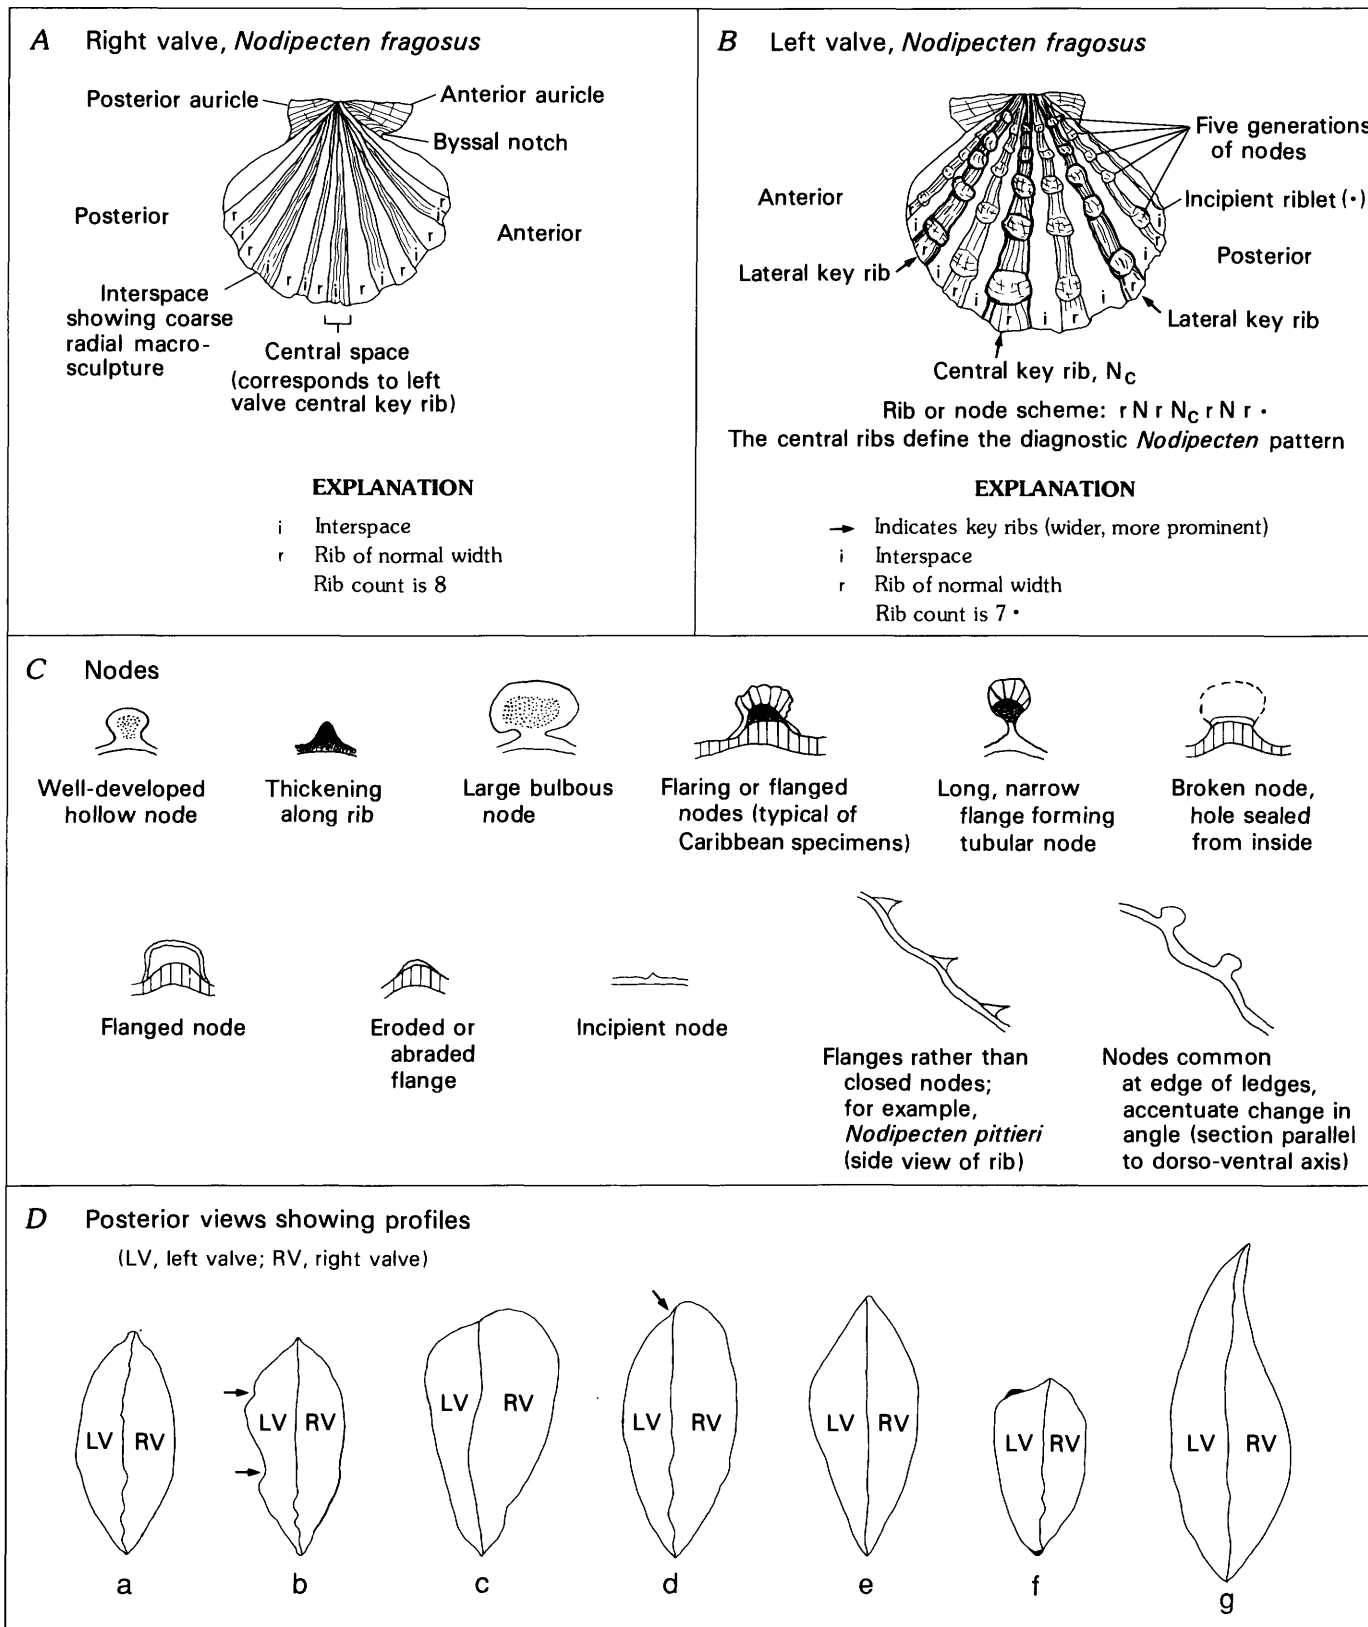 A Right valve, Nodipecten fragosus
Posterior auricle
Anterior auricle
Byssal notch
Posterior
Anterior
r
i
r
i
r
i
r
i
r
i
r
i
r
i
r
Interspace
showing coarse
radial macro-
sculpture
Central space
(corresponds to left
valve central key rib)
EXPLANATION
i Interspace
r Rib of normal width
Rib count is 8
B Left valve, Nodipecten fragosus
Five generations
of nodes
Anterior
Incipient riblet (•)
Posterior
Lateral key rib
Lateral key rib
i
r
i
r
i
r
i
r
i
r
i
r
i
Central key rib, NC
Rib or node scheme: r N r NC r N r •
The central ribs define the diagnostic Nodipecten pattern
EXPLANATION
→ Indicates key ribs (wider, more prominent)
i Interspace
r Rib of normal width
Rib count is 7 •
C Nodes
Well-developed
hollow node
Thickening
along rib
Large bulbous
node
Flaring or flanged
nodes (typical of
Caribbean specimens)
Long, narrow
flange forming
tubular node
Broken node,
hole sealed
from inside
Flanged node
Eroded or
abraded
flange
Incipient node
Flanges rather than
closed nodes;
for example,
Nodipecten pittieri
(side view of rib)
Nodes common
at edge of ledges,
accentuate change in
angle (section parallel
to dorso-ventral axis)
D Posterior views showing profiles
(LV, left valve; RV, right valve)
LV RV
a
LV RV
b
LV RV
c
LV RV
d
LV RV
e
LV RV
f
LV RV
g